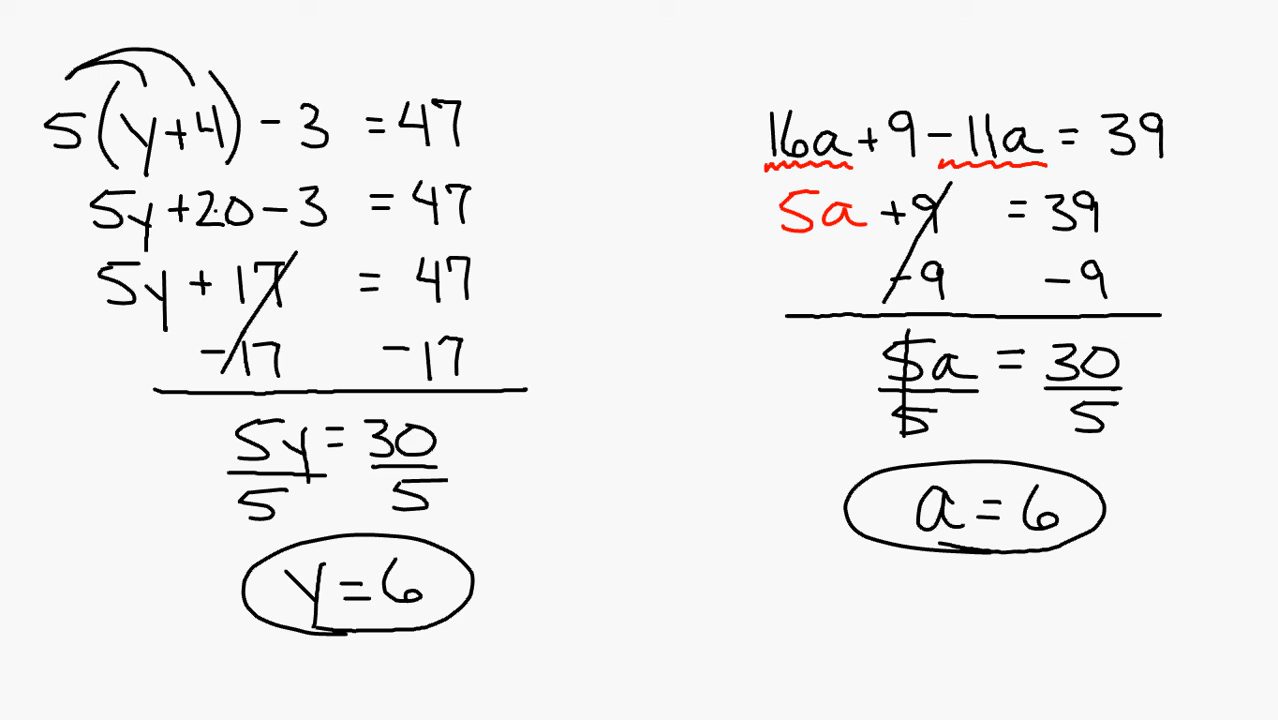 5(y+4) - 3 = 47
5y + 20 - 3 = 47
5y + 17 = 47
-17 -17
5y = 30
5 5
y = 6
16a + 9 - 11a = 39
5a + 9 = 39
-9 -9
5a = 30
5 5
a = 6